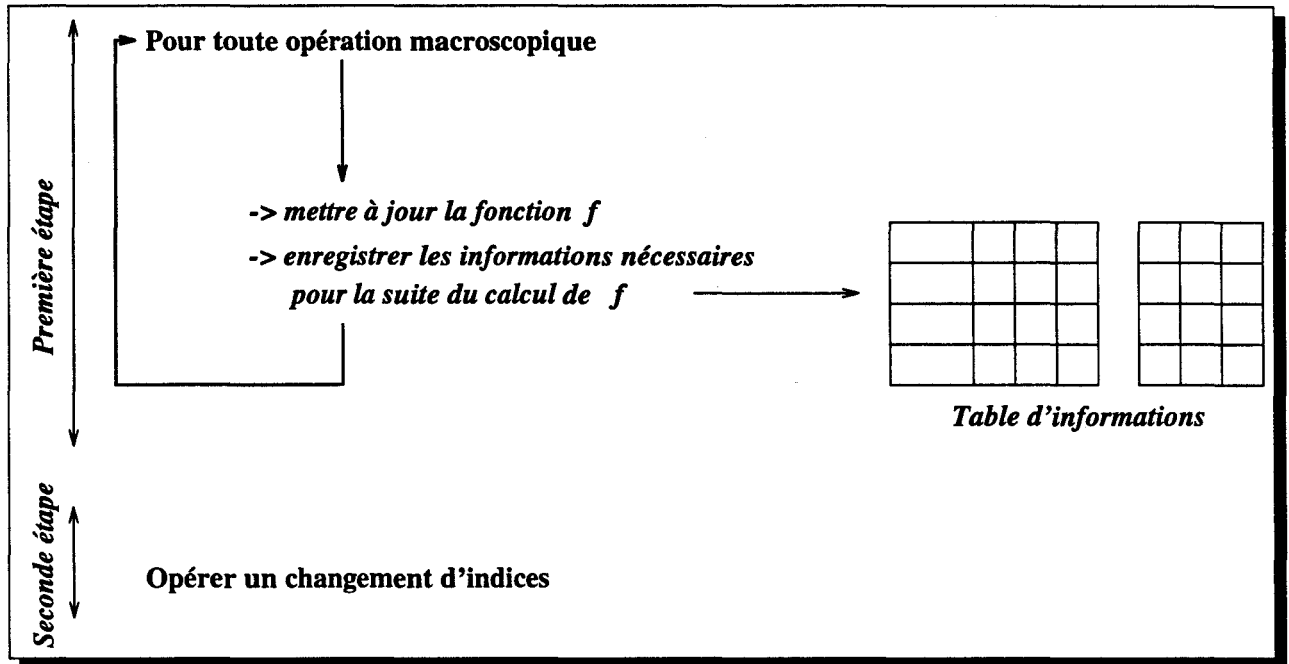 Première étape
Pour toute opération macroscopique
-> mettre à jour la fonction f
-> enregistrer les informations nécessaires
pour la suite du calcul de f
Table d'informations
Seconde étape
Opérer un changement d'indices